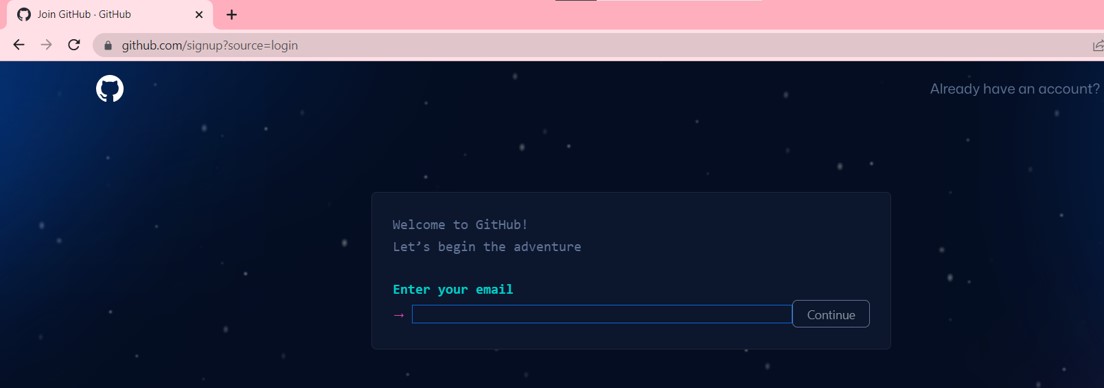 Join GitHub · GitHub
github.com/signup?source=login
Already have an account?
Welcome to GitHub!
Let’s begin the adventure
Enter your email
→
Continue